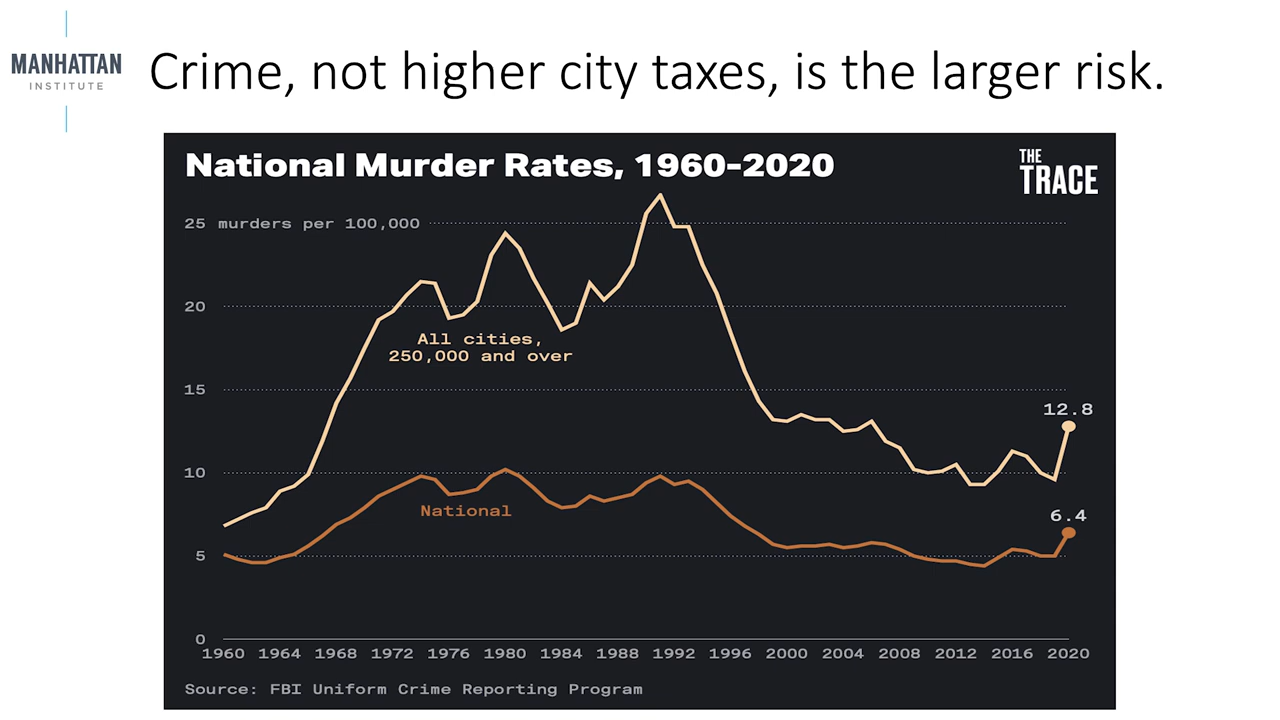 MANHATTAN
INSTITUTE
Crime, not higher city taxes, is the larger risk.
National Murder Rates, 1960-2020
THE
TRACE
25 murders per 100,000
20
All cities,
250,000 and over
15
12.8
10
6.4
National
5
0
1960 1964 1968 1972 1976 1980 1984 1988 1992 1996 2000 2004 2008 2012 2016 2020
Source: FBI Uniform Crime Reporting Program